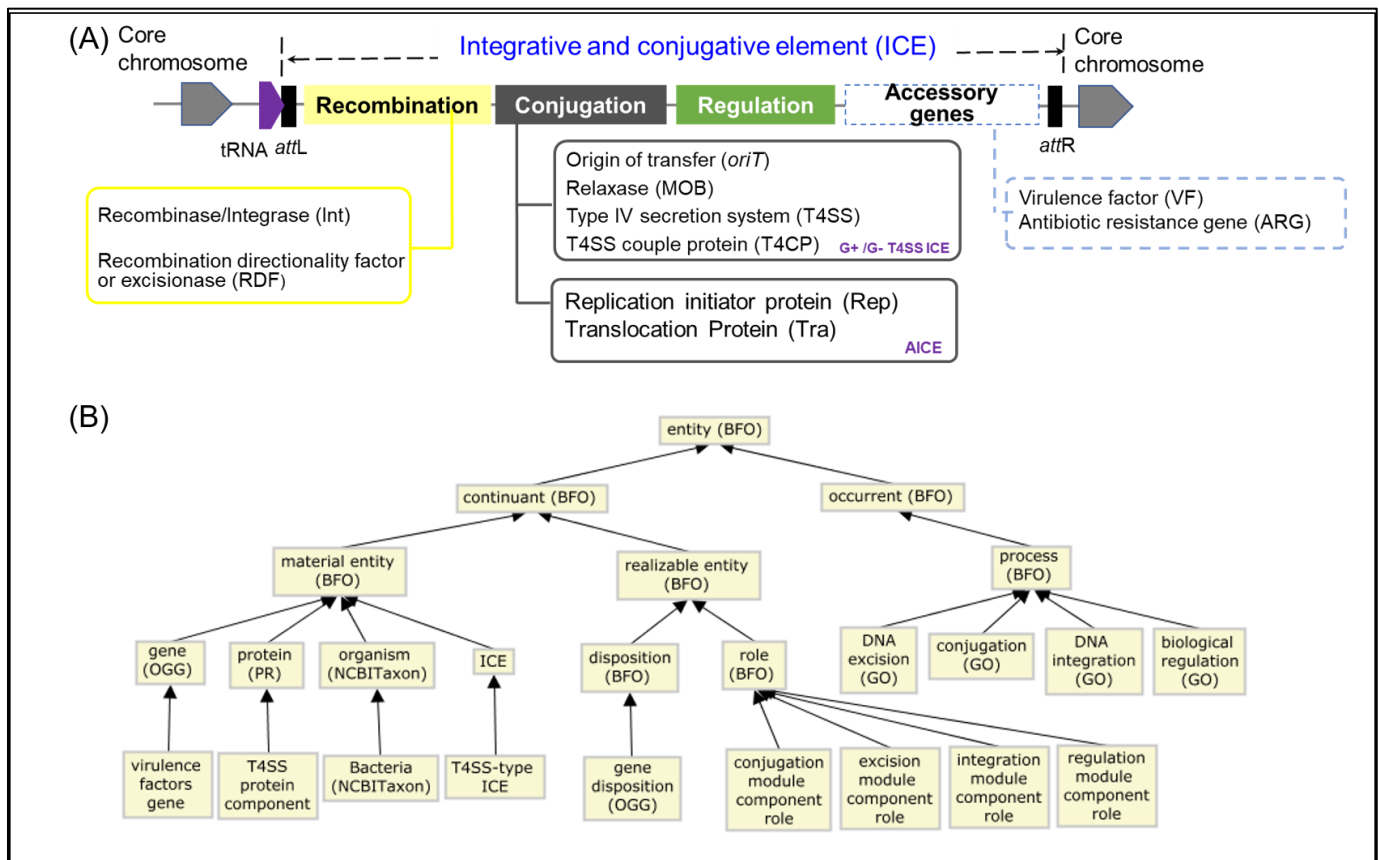 (A)
Core
chromosome
Integrative and conjugative element (ICE)
Core
chromosome
Recombination
Conjugation
Regulation
Accessory
genes
tRNA attL
attR
Recombinase/Integrase (Int)
Recombination directionality factor
or excisionase (RDF)
Origin of transfer (oriT)
Relaxase (MOB)
Type IV secretion system (T4SS)
T4SS couple protein (T4CP)
G+ /G- T4SS ICE
Replication initiator protein (Rep)
Translocation Protein (Tra)
AICE
Virulence factor (VF)
Antibiotic resistance gene (ARG)
(B)
entity (BFO)
continuant (BFO)
occurrent (BFO)
material entity
(BFO)
realizable entity
(BFO)
process
(BFO)
gene
(OGG)
protein
(PR)
organism
(NCBITaxon)
ICE
disposition
(BFO)
role
(BFO)
DNA
excision
(GO)
conjugation
(GO)
DNA
integration
(GO)
biological
regulation
(GO)
virulence
factors
gene
T4SS
protein
component
Bacteria
(NCBITaxon)
T4SS-type
ICE
gene
disposition
(OGG)
conjugation
module
component
role
excision
module
component
role
integration
module
component
role
regulation
module
component
role